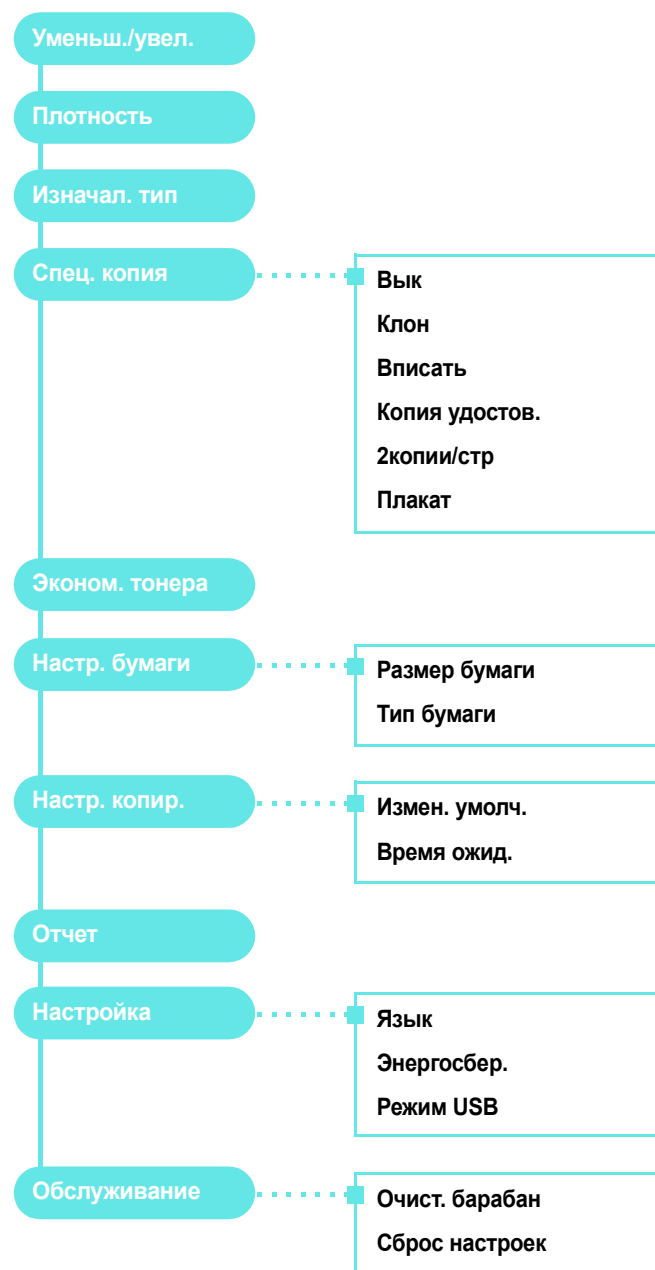 Уменьш./увел.
Плотность
Изначал. тип
Спец. копия
Вык
Клон
Вписать
Копия удостов.
2копии/стр
Плакат
Эконом. тонера
Настр. бумаги
Размер бумаги
Тип бумаги
Настр. копир.
Измен. умолч.
Время ожид.
Отчет
Настройка
Язык
Энергосбер.
Режим USB
Обслуживание
Очист. барабан
Сброс настроек